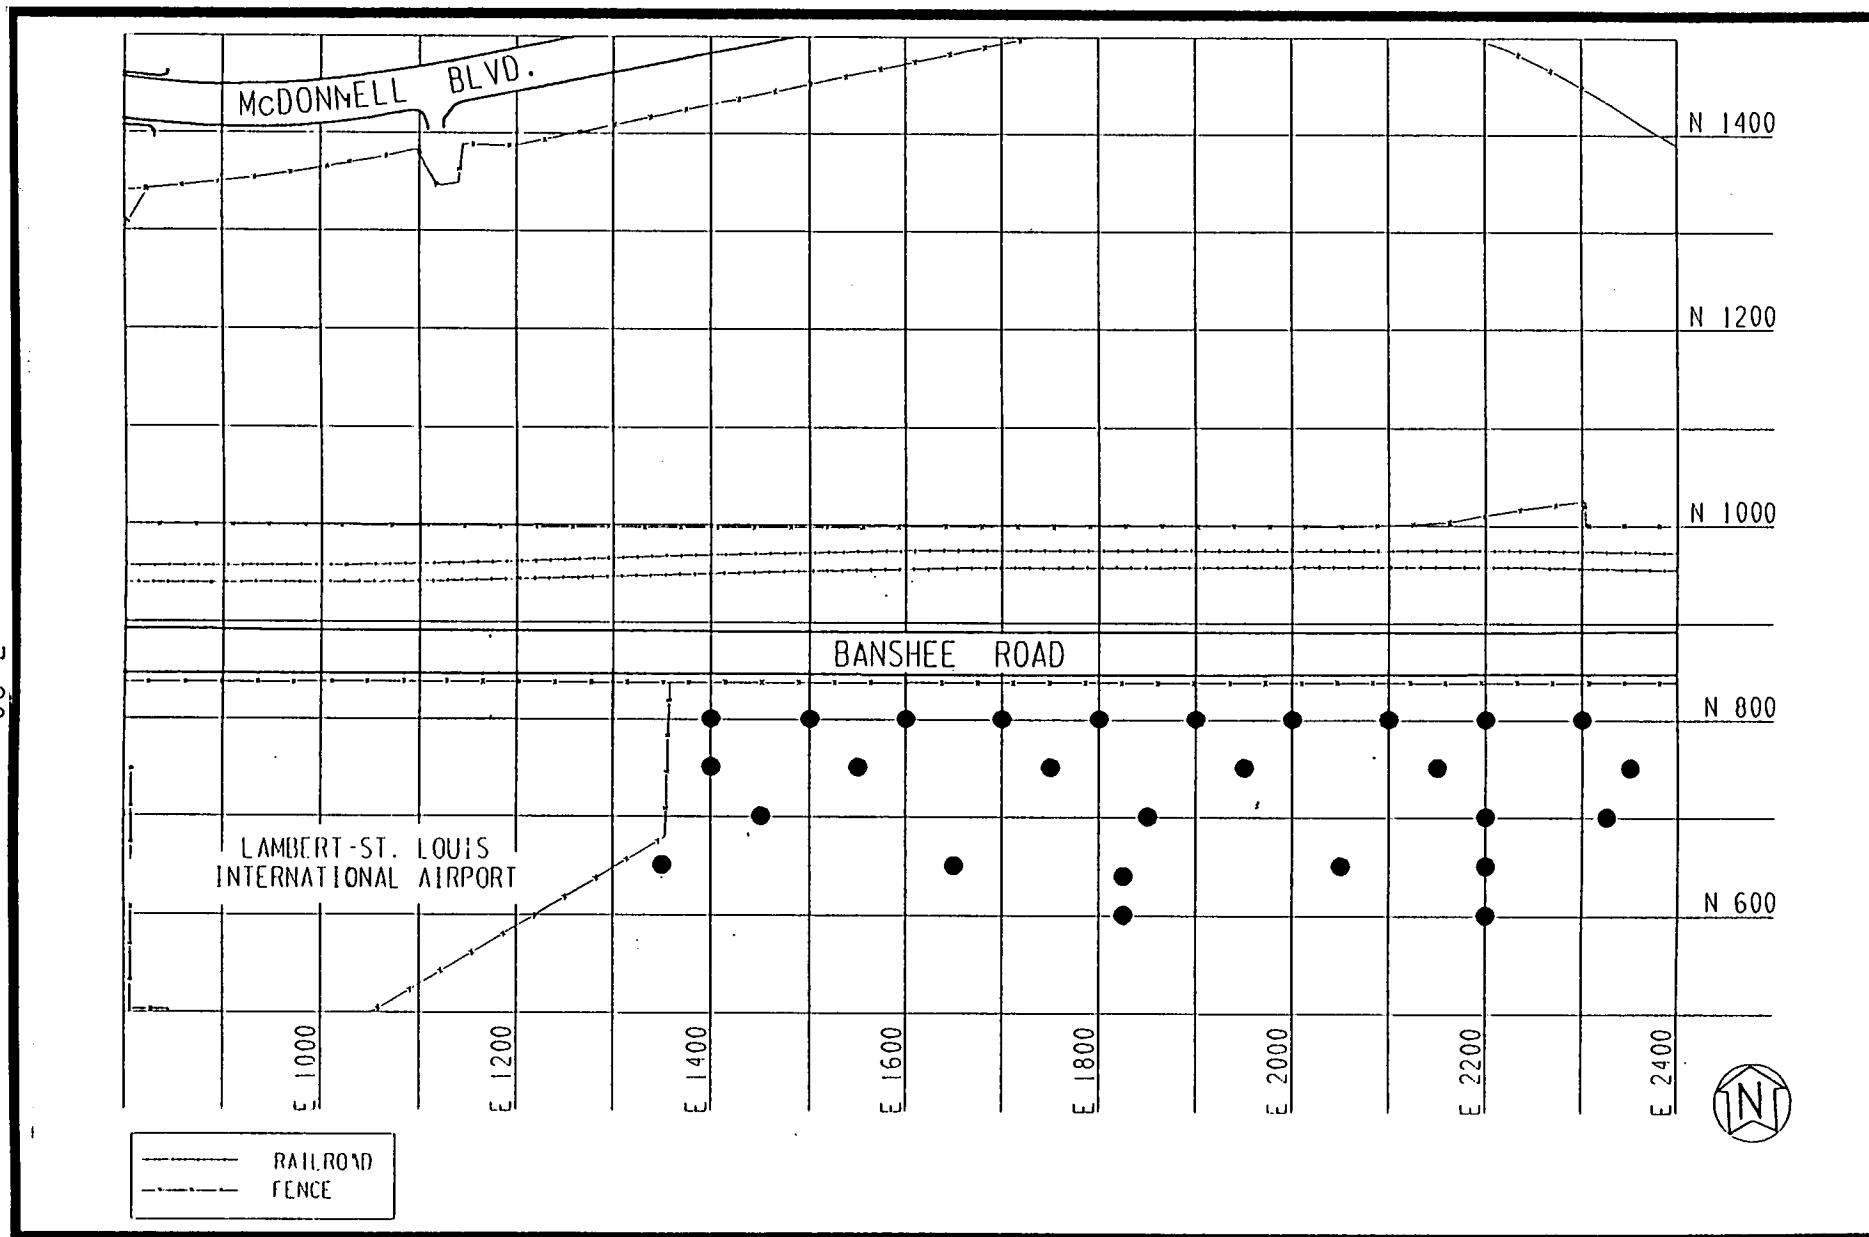 McDONNELL BLVD.
N 1400
N 1200
N 1000
BANSHEE ROAD
N 800
LAMBERT-ST. LOUIS
INTERNATIONAL AIRPORT
N 600
E 1000
E 1200
E 1400
E 1600
E 1800
E 2000
E 2200
E 2400
N
RAILROAD
FENCE